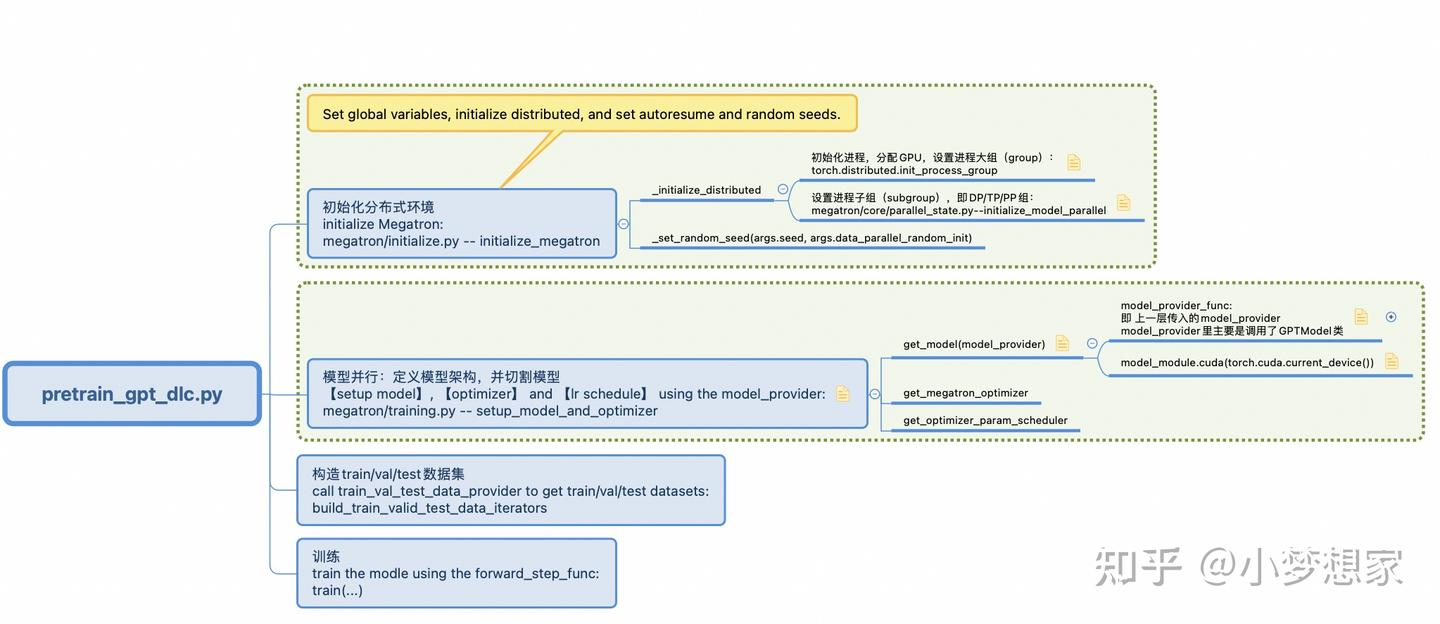 Set global variables, initialize distributed, and set autoresume and random seeds.
初始化进程，分配GPU，设置进程大组（group）：
torch.distributed.init_process_group
_initialize_distributed
设置进程子组（subgroup），即DP/TP/PP组：
megatron/core/parallel_state.py--initialize_model_parallel
初始化分布式环境
initialize Megatron:
megatron/initialize.py -- initialize_megatron
_set_random_seed(args.seed, args.data_parallel_random_init)
model_provider_func:
即 上一层传入的model_provider
model_provider里主要是调用了GPTModel类
get_model(model_provider)
model_module.cuda(torch.cuda.current_device())
pretrain_gpt_dlc.py
模型并行：定义模型架构，并切割模型
【setup model】, 【optimizer】 and 【lr schedule】 using the model_provider:
megatron/training.py -- setup_model_and_optimizer
get_megatron_optimizer
get_optimizer_param_scheduler
构造train/val/test数据集
call train_val_test_data_provider to get train/val/test datasets:
build_train_valid_test_data_iterators
训练
train the modle using the forward_step_func:
train(...)
知乎 @小梦想家